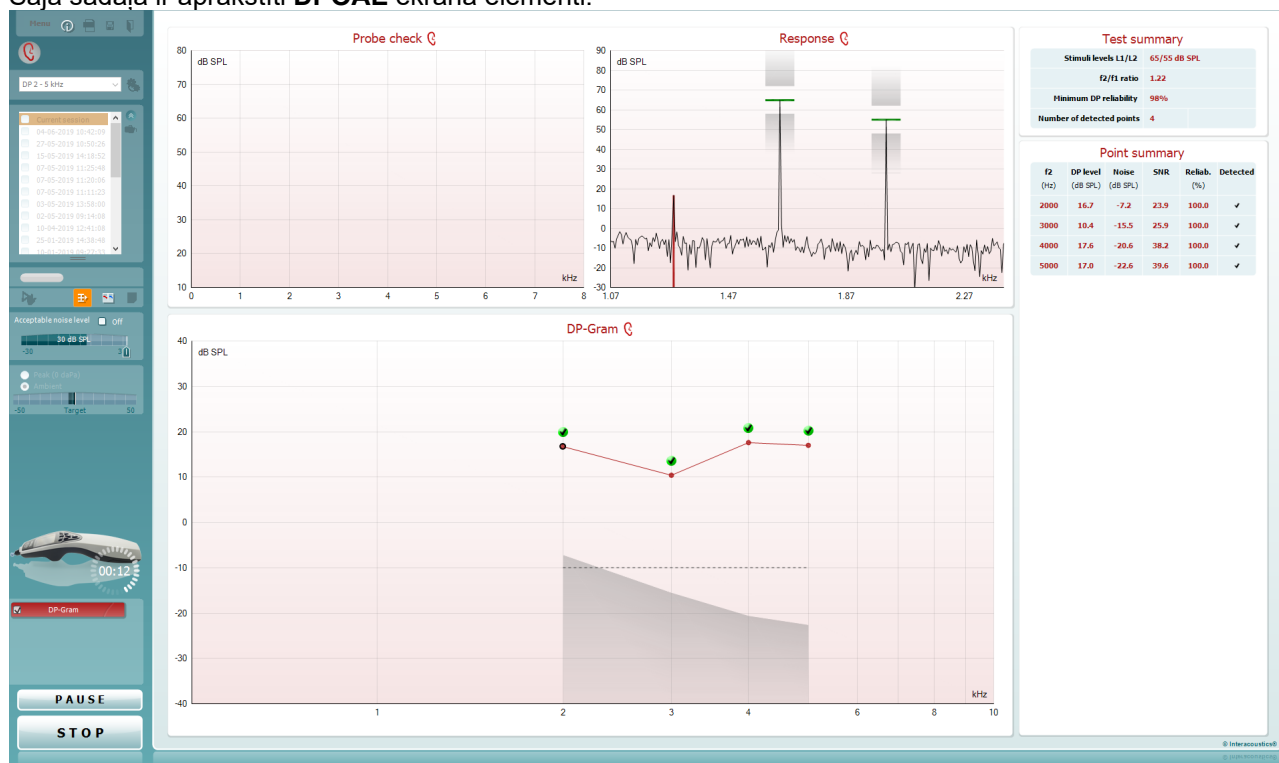 Šajā sadaļā ir aprakstīti DPOAE ekrāna elementi.
Menu
DP 2 - 5 kHz
Current session
04-06-2019 10:42:09
27-05-2019 10:50:26
15-05-2019 14:18:52
07-05-2019 11:25:48
07-05-2019 11:20:06
07-05-2019 11:11:23
03-05-2019 13:58:00
02-05-2019 09:14:08
10-04-2019 12:41:08
25-01-2019 14:38:48
Acceptable noise level Off
30 dB SPL
-30
Peak (0 daPa)
Ambient
-50 Target 50
00:12
DP-Gram
PAUSE
STOP
Probe check
80 dB SPL
70
60
50
40
30
20
10
kHz
0 1 2 3 4 5 6 7 8
Response
90 dB SPL
80
70
60
50
40
30
20
10
0
-10
-20
-30
kHz
1.07 1.47 1.87 2.27
DP-Gram
40 dB SPL
30
20
10
0
-10
-20
-30
-40
kHz
1 2 3 4 6 8 10
Test summary
Stimuli levels L1/L2 65/55 dB SPL
f2/f1 ratio 1.22
Minimum DP reliability 98%
Number of detected points 4
Point summary
f2 DP level Noise SNR Reliab. Detected
(Hz) (dB SPL) (dB SPL) (%)
2000 16.7 -7.2 23.9 100.0 ✔
3000 10.4 -15.5 25.9 100.0 ✔
4000 17.6 -20.6 38.2 100.0 ✔
5000 17.0 -22.6 39.6 100.0 ✔
© Interacoustics®